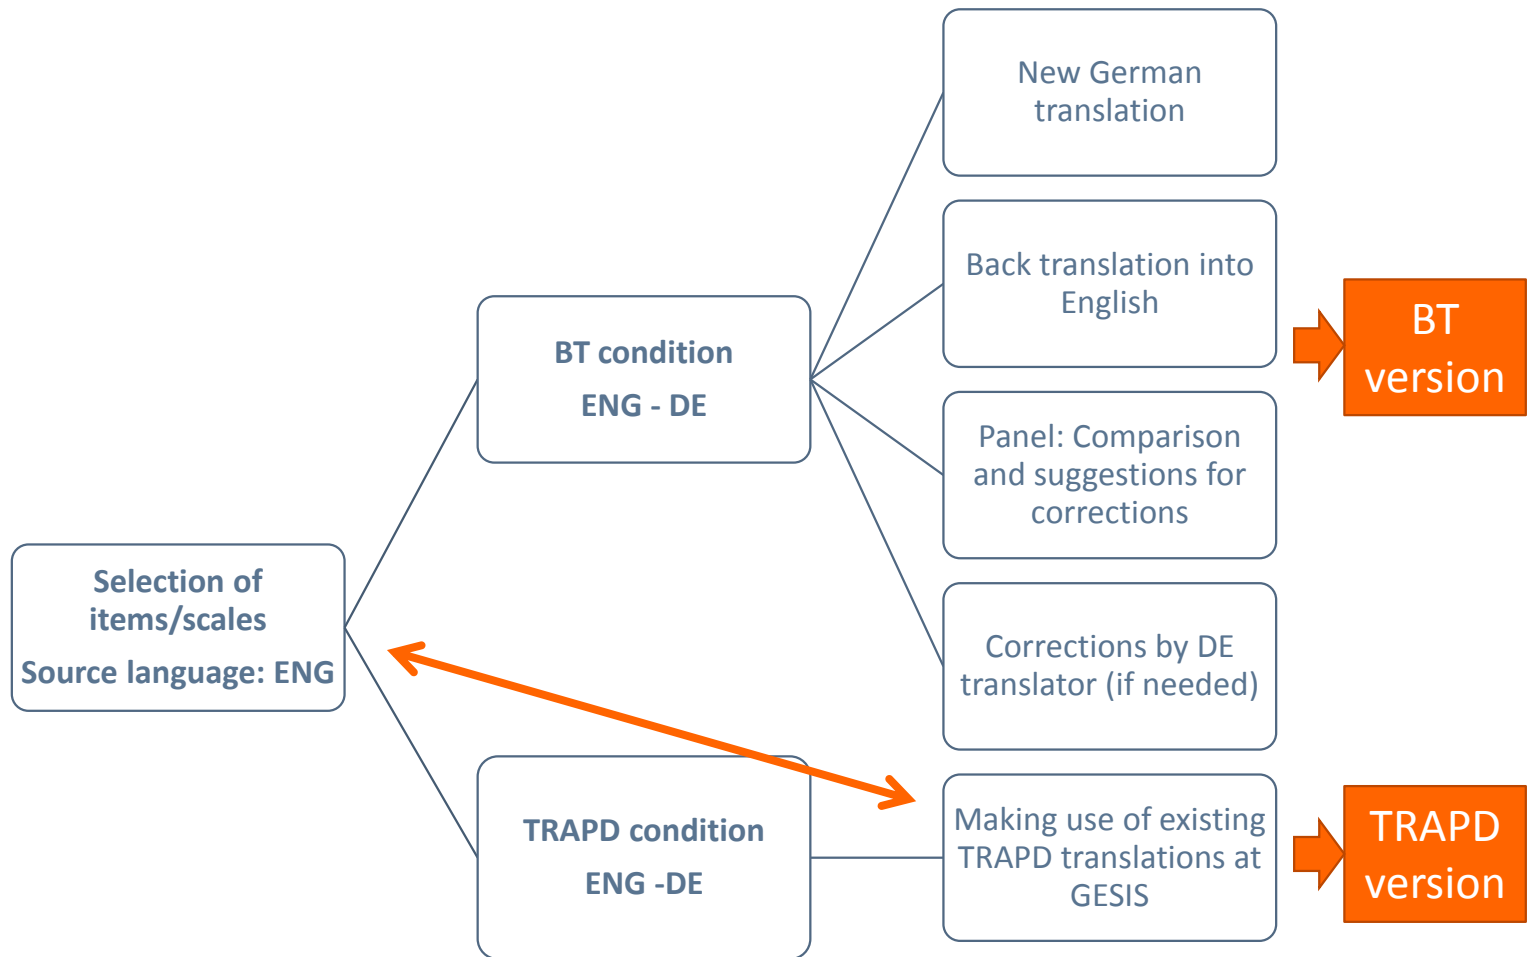 New German
translation
Back translation into
English
BT
version
BT condition
ENG - DE
Panel: Comparison
and suggestions for
corrections
Selection of
items/scales
Source language: ENG
Corrections by DE
translator (if needed)
TRAPD condition
ENG -DE
Making use of existing
TRAPD translations at
GESIS
TRAPD
version